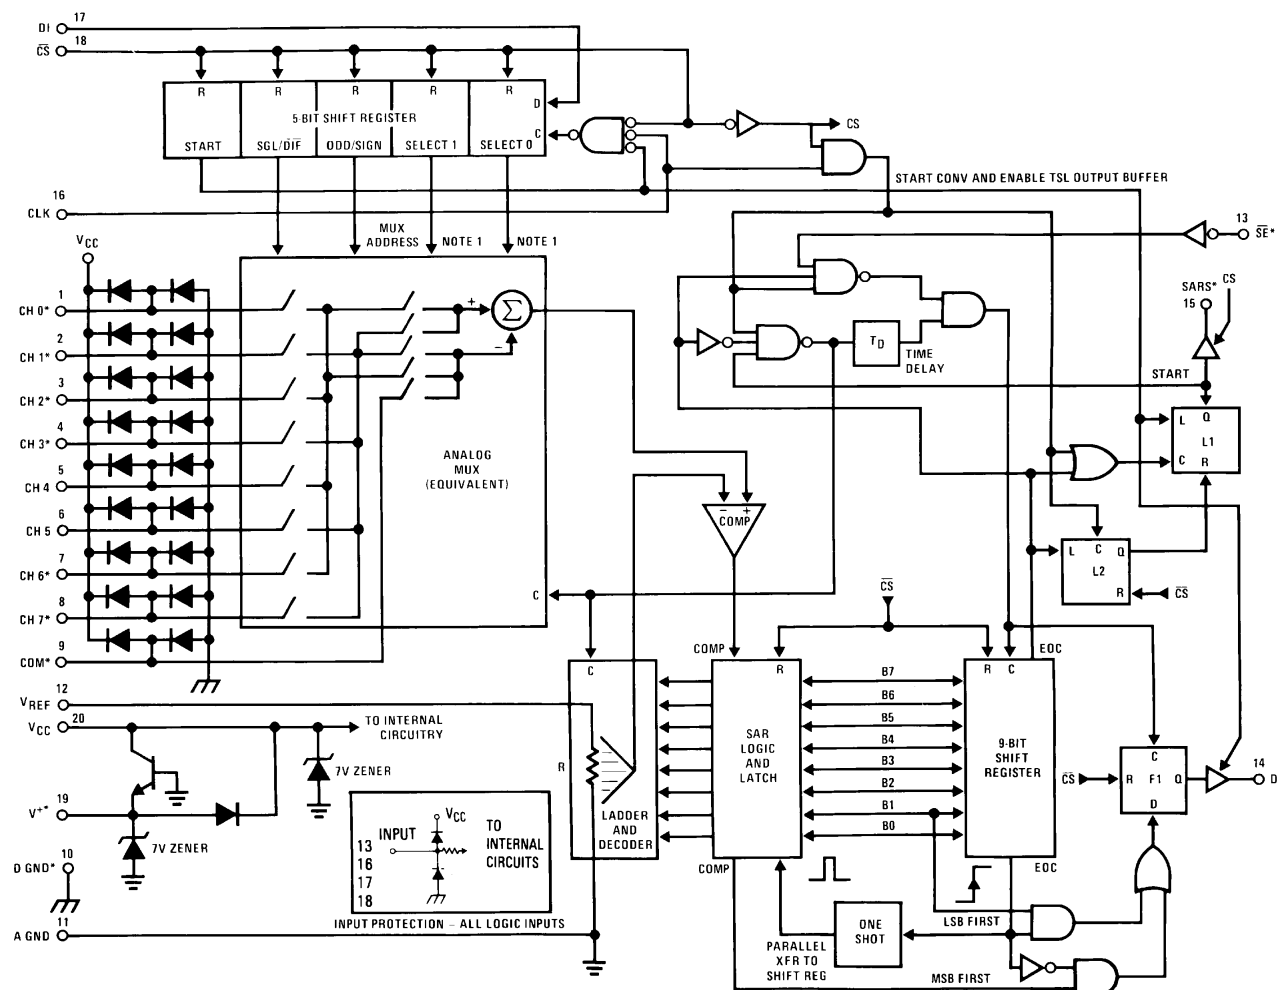 17
DI
18
CS
R R R R R
5-BIT SHIFT REGISTER
D
C
START SGL/DIF ODD/SIGN SELECT 1 SELECT 0
CS
START CONV AND ENABLE TSL OUTPUT BUFFER
16
CLK
MUX
ADDRESS
NOTE 1
NOTE 1
13
SE*
VCC
SARS*
CS
15
1
CH 0*
2
CH 1*
3
CH 2*
4
CH 3*
5
CH 4
6
CH 5
7
CH 6*
8
CH 7*
9
COM*
+
Σ
−
ANALOG
MUX
(EQUIVALENT)
C
TD
TIME
DELAY
START
L Q
L1
C R
− +
COMP
L C Q
L2
R
CS
CS
COMP
R
R C
EOC
12
VREF
20
VCC
TO INTERNAL
CIRCUITRY
7V ZENER
19
V+*
7V ZENER
10
D GND*
11
A GND
C
R
LADDER
AND
DECODER
SAR
LOGIC
AND
LATCH
B7
B6
B5
B4
B3
B2
B1
B0
9-BIT
SHIFT
REGISTER
CS
C
R F1 Q
D
14
D
VCC
INPUT
TO
INTERNAL
CIRCUITS
13
16
17
18
INPUT PROTECTION – ALL LOGIC INPUTS
COMP
EOC
ONE
SHOT
LSB FIRST
PARALLEL
XFR TO
SHIFT REG
MSB FIRST